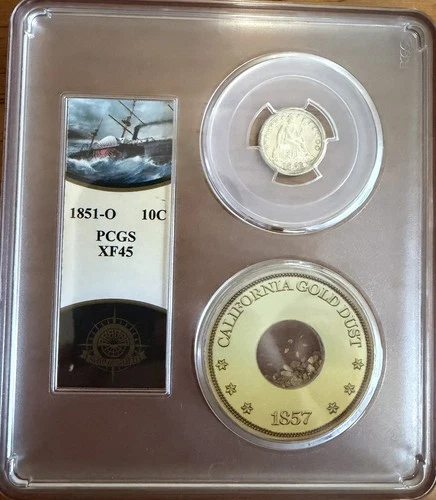 1851-O 10C
PCGS
XF45
CALIFORNIA GOLD DUST
1857